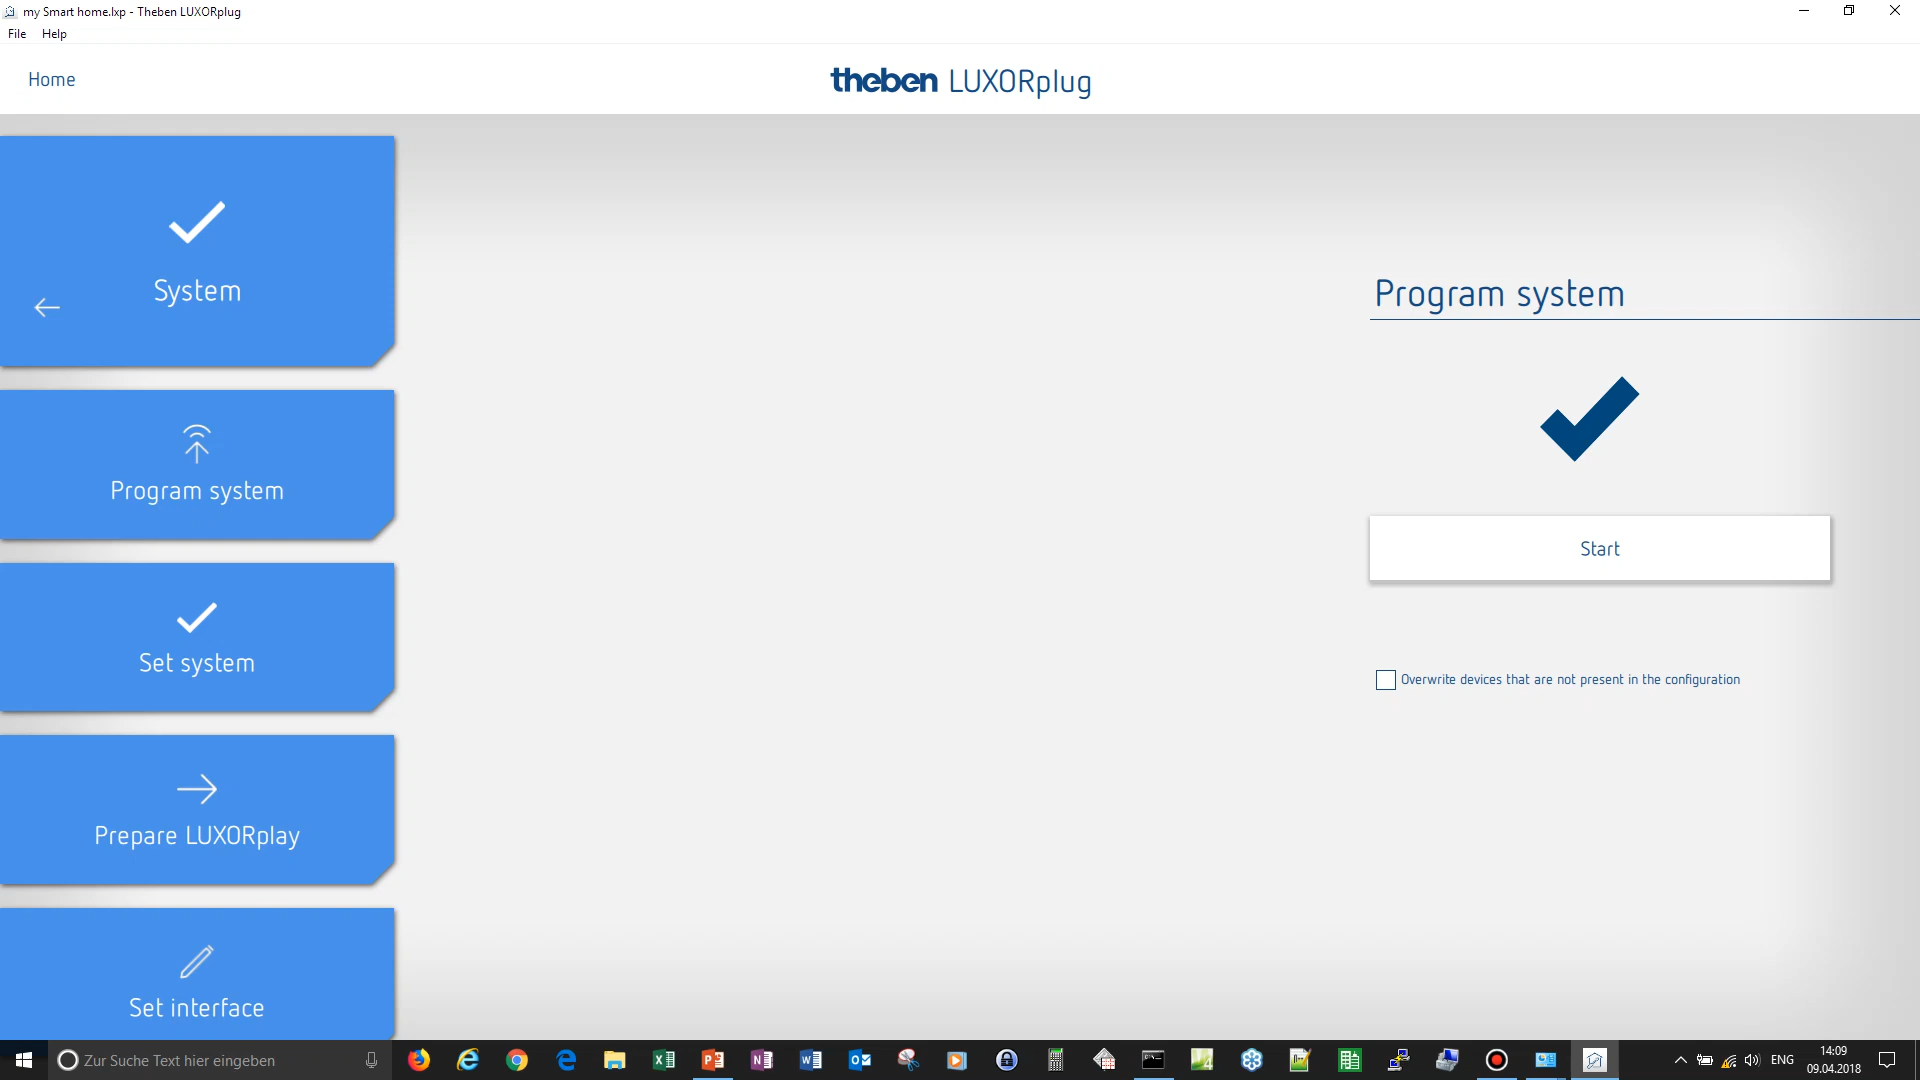 my Smart home.lxp - Theben LUXORplug
File Help
Home
theben LUXORplug
System
Program system
Set system
Prepare LUXORplay
Set interface
Program system
Start
Overwrite devices that are not present in the configuration
Zur Suche Text hier eingeben
ENG
14:09
09.04.2018